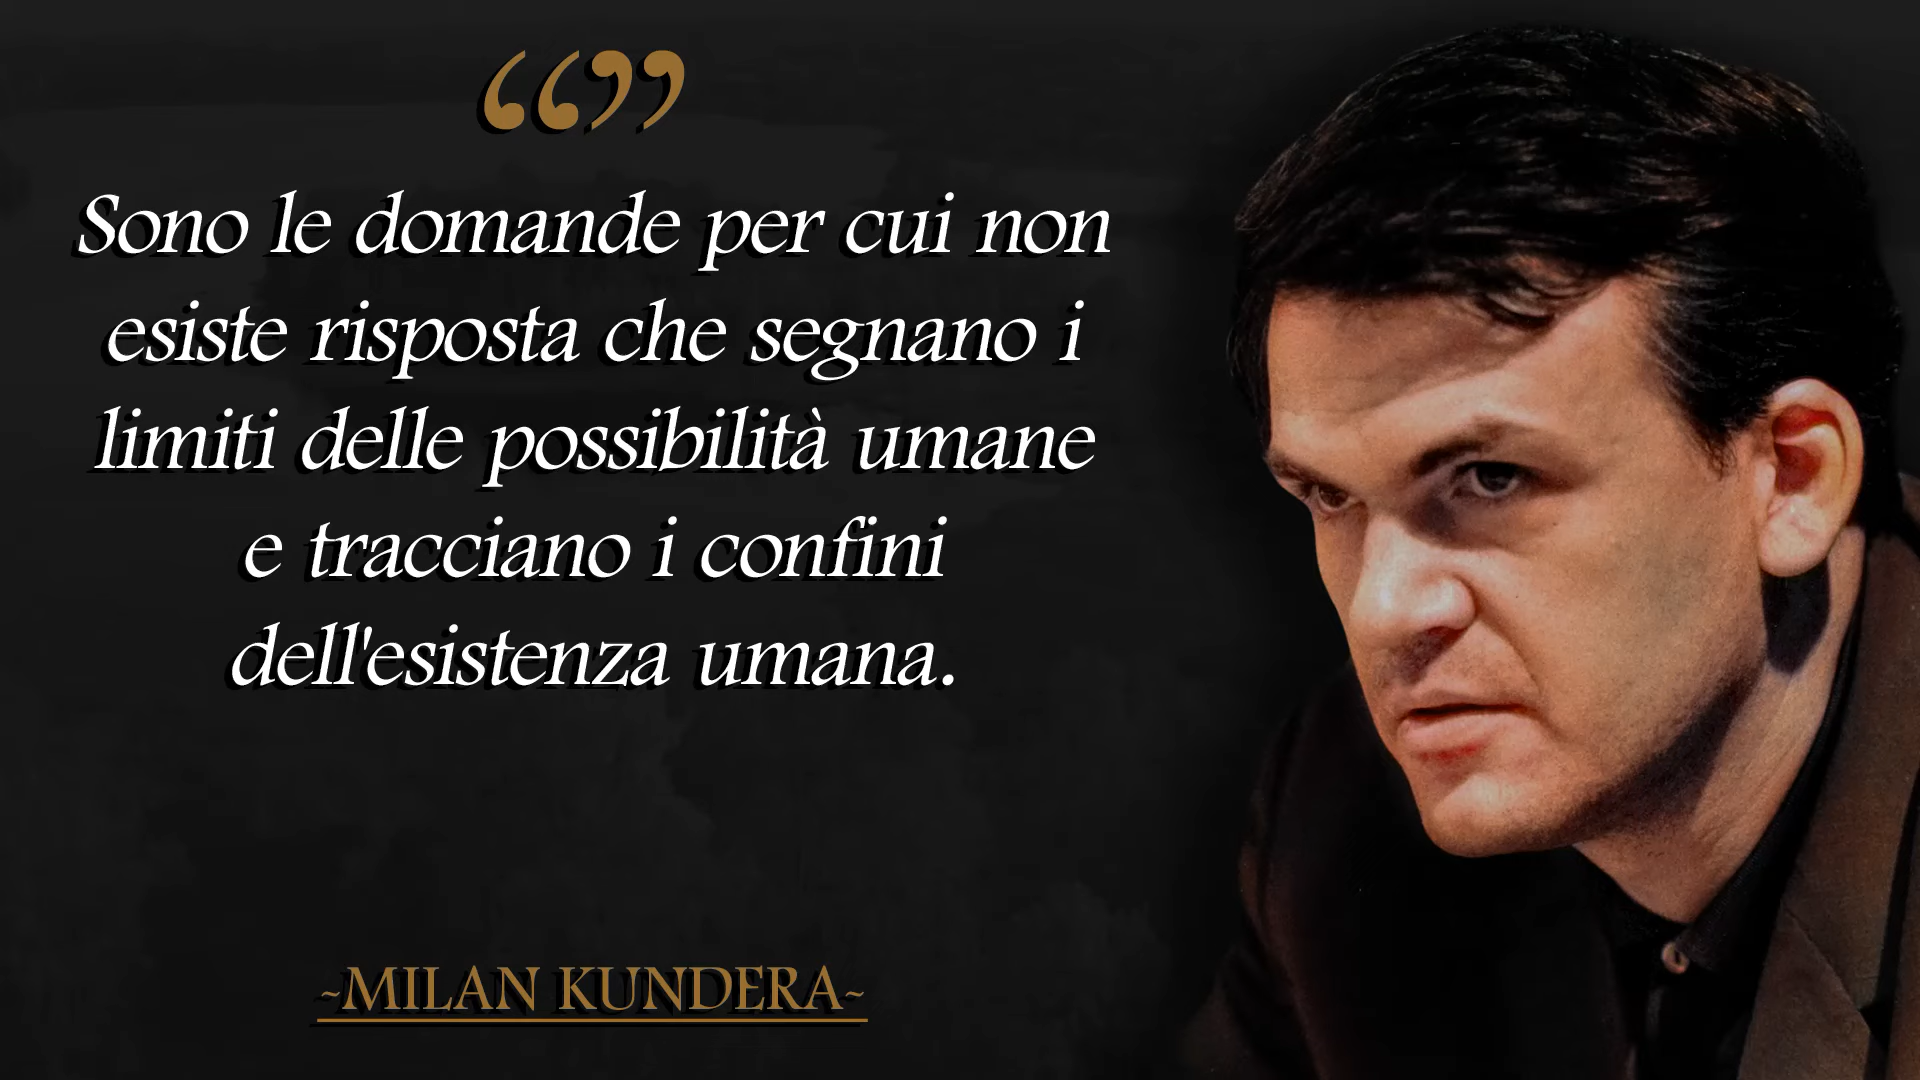 “”
Sono le domande per cui non
esiste risposta che segnano i
limiti delle possibilità umane
e tracciano i confini
dell'esistenza umana.
~MILAN KUNDERA~